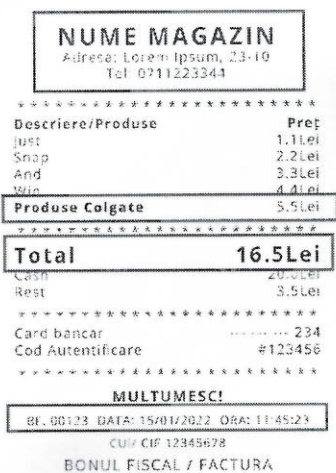 NUME MAGAZIN
Adresa: Lorem Ipsum, 23-10
Tel: 0711223344
* * * * * * * * * * * * * * * * * * * * * *
Descriere/Produse Preț
Just 1.1Lei
Snap 2.2Lei
And 3.3Lei
Win 4.4Lei
Produse Colgate 5.5Lei
* * * * * * * * * * * * * * * * * * * * * *
Total 16.5Lei
Cash 20.0Lei
Rest 3.5Lei
* * * * * * * * * * * * * * * * * * * * * *
Card bancar --- --- --- 234
Cod Autentificare #123456
* * * * * * * * * * * * * * * * * * * * * *
MULTUMESC!
BF. 00123 DATA: 15/01/2022 ORA: 11:45:23
CUI/ CIF 12345678
BONUL FISCAL / FACTURA